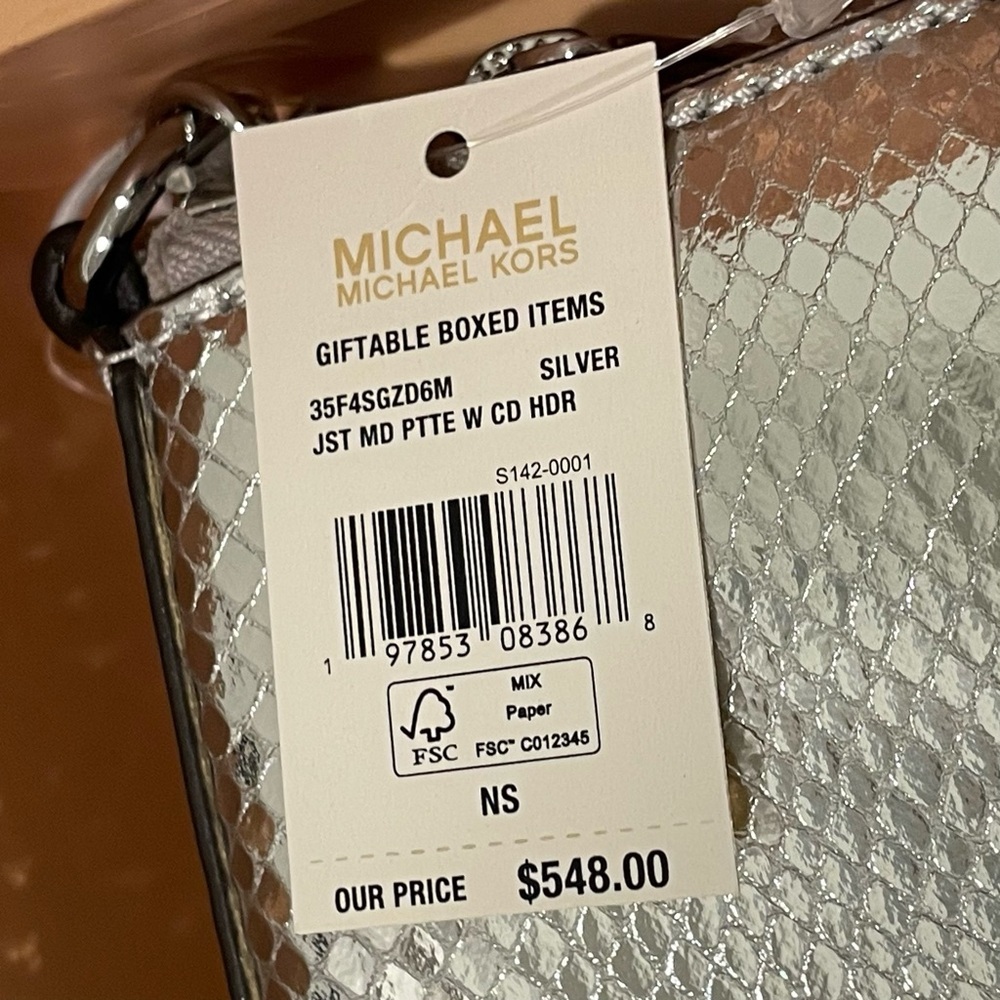 MICHAEL
MICHAEL KORS
GIFTABLE BOXED ITEMS
35F4SGZD6M SILVER
JST MD PTTE W CD HDR
S142-0001
1 97853 08386 8
MIX
Paper
FSC™ C012345
FSC
NS
OUR PRICE $548.00